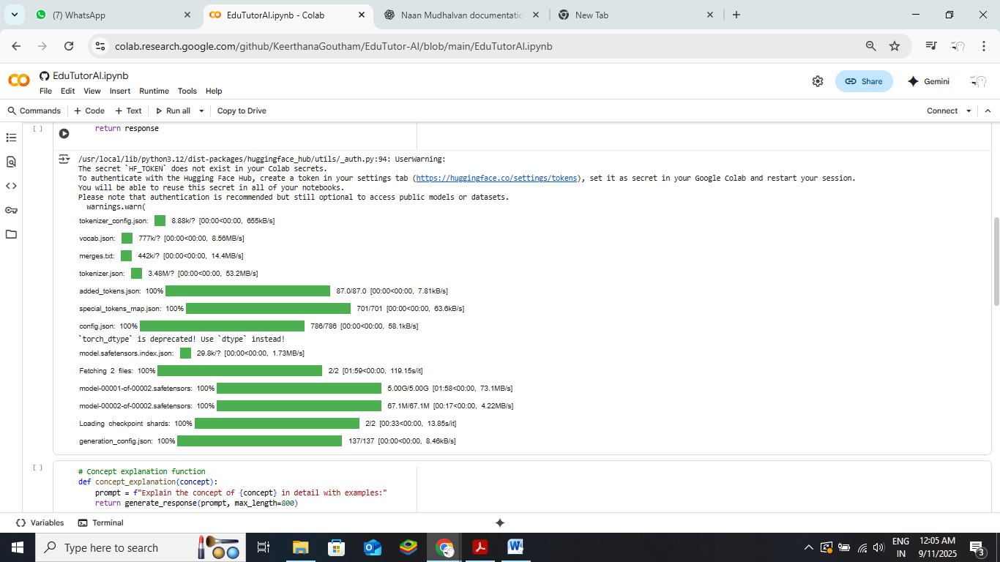 (7) WhatsApp
EduTutorAI.ipynb - Colab
Naan Mudhalvan documentatio
New Tab
colab.research.google.com/github/KeerthanaGoutham/EduTutor-AI/blob/main/EduTutorAI.ipynb
EduTutorAI.ipynb
File Edit View Insert Runtime Tools Help
Share
Gemini
Commands + Code + Text Run all Copy to Drive
Connect
[ ]
return response
/usr/local/lib/python3.12/dist-packages/huggingface_hub/utils/_auth.py:94: UserWarning:
The secret `HF_TOKEN` does not exist in your Colab secrets.
To authenticate with the Hugging Face Hub, create a token in your settings tab (https://huggingface.co/settings/tokens), set it as secret in your Google Colab and restart your session.
You will be able to reuse this secret in all of your notebooks.
Please note that authentication is recommended but still optional to access public models or datasets.
warnings.warn(
tokenizer_config.json: 8.88k/? [00:00<00:00, 655kB/s]
vocab.json: 777k/? [00:00<00:00, 8.56MB/s]
merges.txt: 442k/? [00:00<00:00, 14.4MB/s]
tokenizer.json: 3.48M/? [00:00<00:00, 53.2MB/s]
added_tokens.json: 100% 87.0/87.0 [00:00<00:00, 7.81kB/s]
special_tokens_map.json: 100% 701/701 [00:00<00:00, 63.6kB/s]
config.json: 100% 786/786 [00:00<00:00, 58.1kB/s]
`torch_dtype` is deprecated! Use `dtype` instead!
model.safetensors.index.json: 29.8k/? [00:00<00:00, 1.73MB/s]
Fetching 2 files: 100% 2/2 [01:59<00:00, 119.15s/it]
model-00001-of-00002.safetensors: 100% 5.00G/5.00G [01:58<00:00, 73.1MB/s]
model-00002-of-00002.safetensors: 100% 67.1M/67.1M [00:17<00:00, 4.22MB/s]
Loading checkpoint shards: 100% 2/2 [00:33<00:00, 13.85s/it]
generation_config.json: 100% 137/137 [00:00<00:00, 8.46kB/s]
[ ]
# Concept explanation function
def concept_explanation(concept):
prompt = f"Explain the concept of {concept} in detail with examples:"
return generate_response(prompt, max_length=800)
Variables Terminal
Type here to search
ENG
IN
12:05 AM
9/11/2025
3